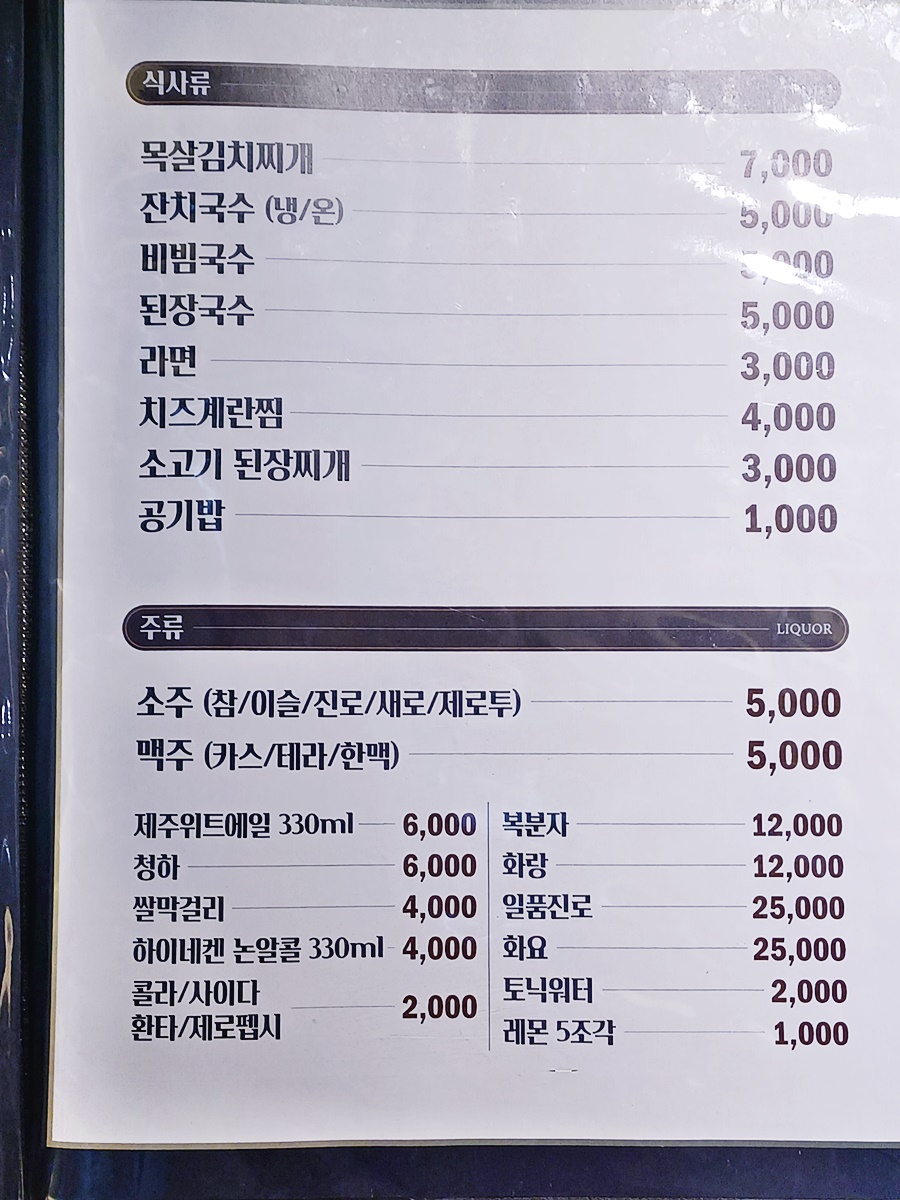 식사류
목살김치찌개 7,000
잔치국수 (냉/온) 5,000
비빔국수 5,000
된장국수 5,000
라면 3,000
치즈계란찜 4,000
소고기 된장찌개 3,000
공기밥 1,000
주류 LIQUOR
소주 (참/이슬/진로/새로/제로투) 5,000
맥주 (카스/테라/한맥) 5,000
제주위트에일 330ml 6,000
청하 6,000
쌀막걸리 4,000
하이네켄 논알콜 330ml 4,000
콜라/사이다
환타/제로펩시 2,000
복분자 12,000
화랑 12,000
일품진로 25,000
화요 25,000
토닉워터 2,000
레몬 5조각 1,000